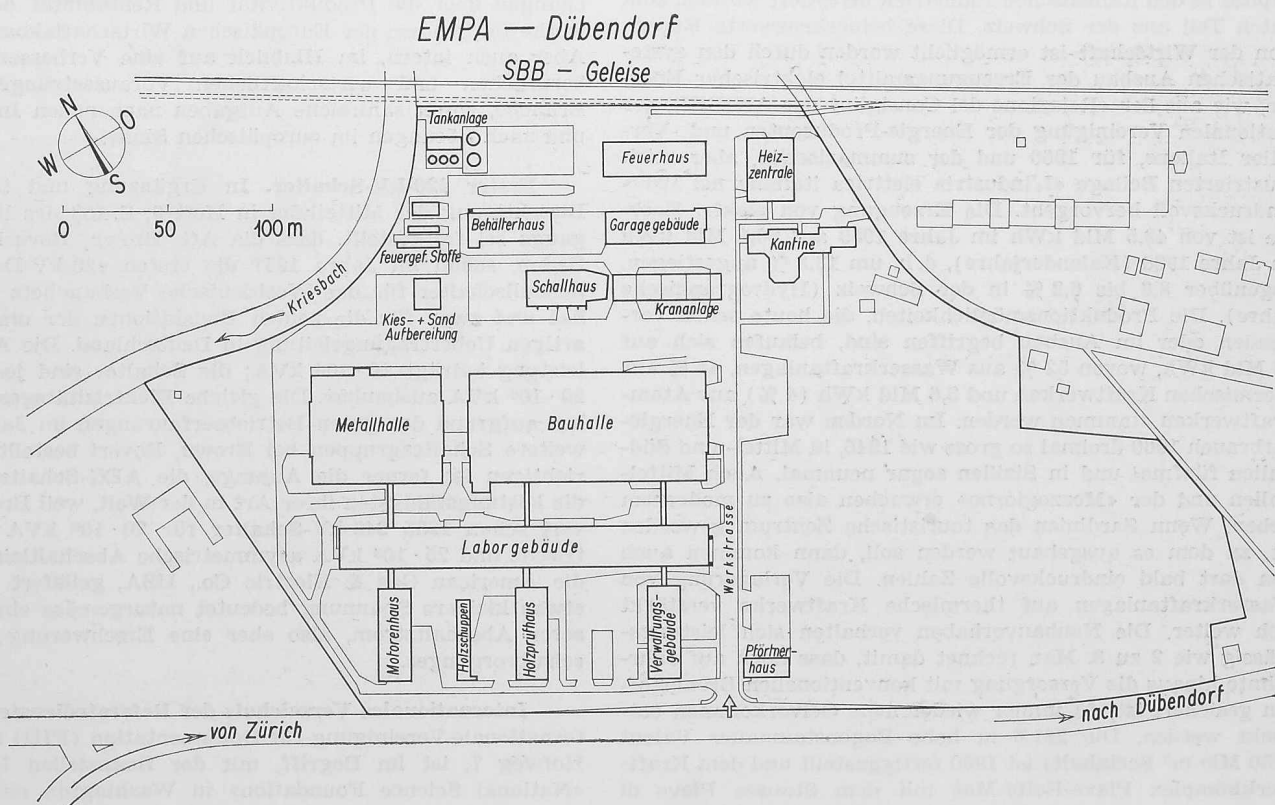 EMPA — Dübendorf
SBB — Geleise
N
O
W
S
0 50 100 m
Tankanlage
Feuerhaus
Heiz-
zentrale
Behälterhaus
Garagegebäude
Kantine
Feuergef. Stoffe
Kriesbach
Schallhaus
Krananlage
Kies- + Sand
Aufbereitung
Metallhalle
Bauhalle
Laborgebäude
Werkstrasse
Motorenhaus
Holzschuppen
Holzprüfhaus
Verwaltungs-
gebäude
Pförtner-
haus
von Zürich
nach Dübendorf